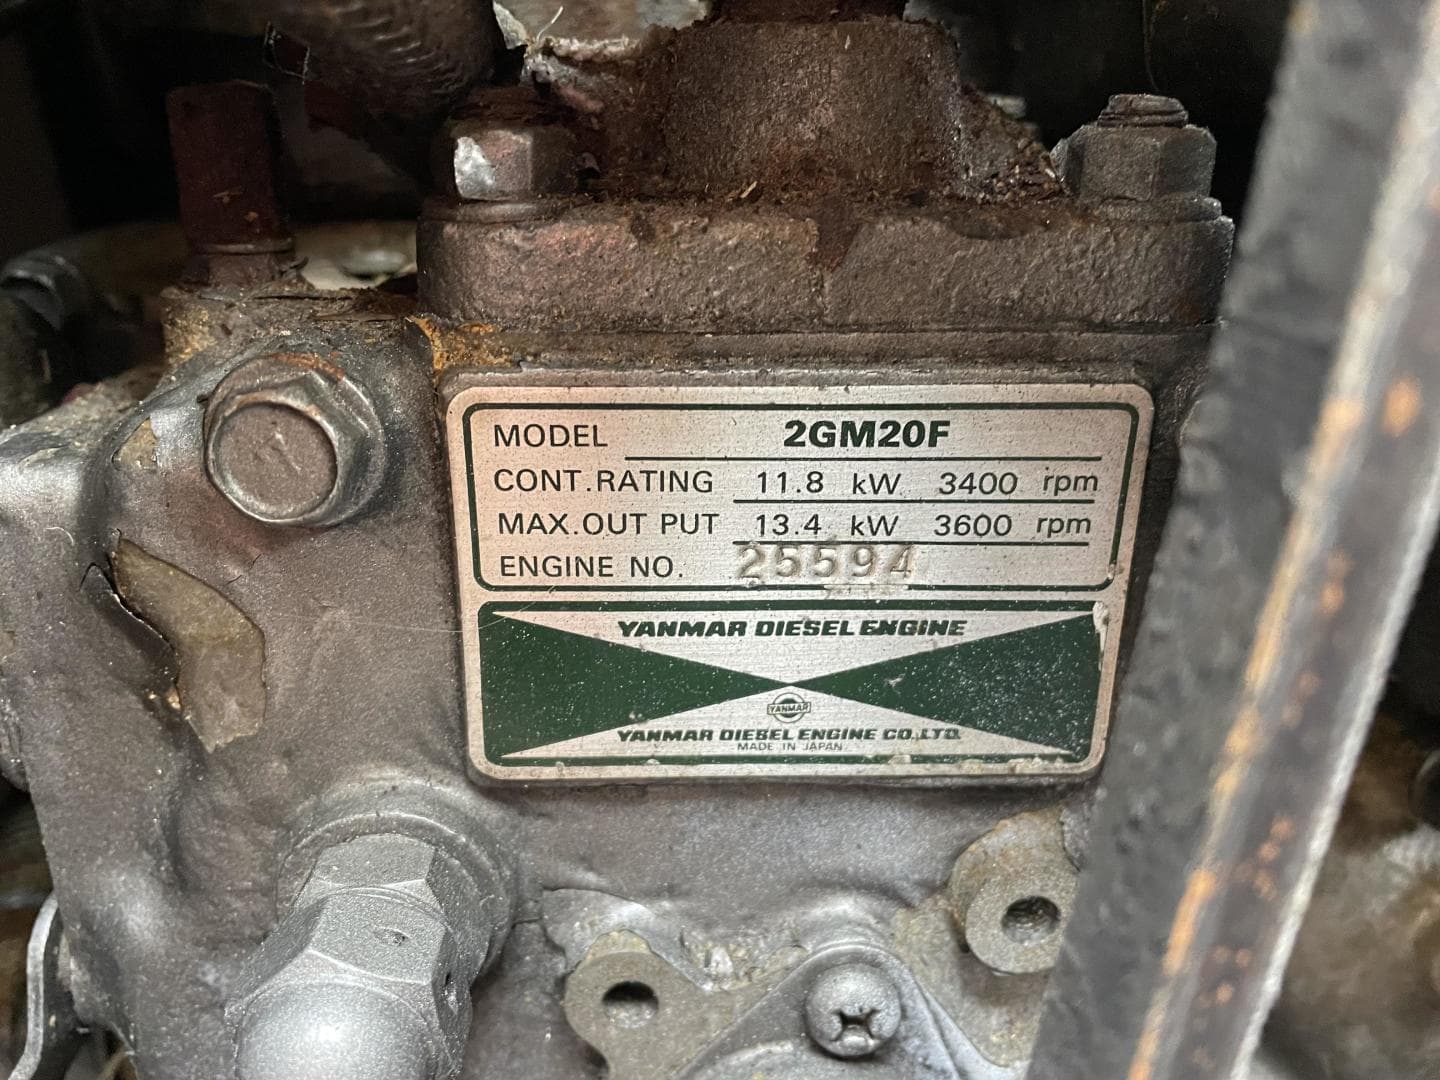 MODEL 2GM20F
CONT.RATING 11.8 kW 3400 rpm
MAX.OUT PUT 13.4 kW 3600 rpm
ENGINE NO. 25594
YANMAR DIESEL ENGINE
YANMAR
YANMAR DIESEL ENGINE CO.,LTD.
MADE IN JAPAN